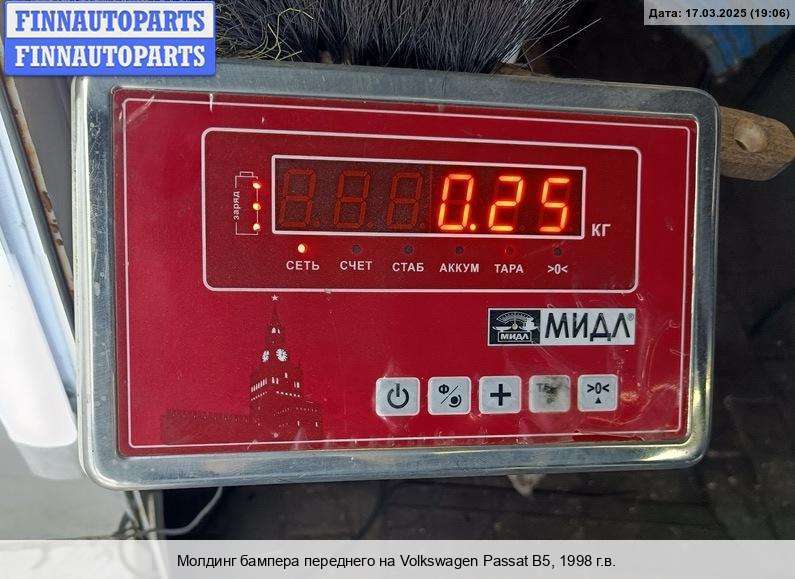 FINNAUTOPARTS
FINNAUTOPARTS
Дата: 17.03.2025 (19:06)
заряд
0.25
КГ
СЕТЬ СЧЕТ СТАБ АККУМ ТАРА >0<
МИДЛ
МИДЛ®
Ф/ + >0<
Молдинг бампера переднего на Volkswagen Passat B5, 1998 г.в.